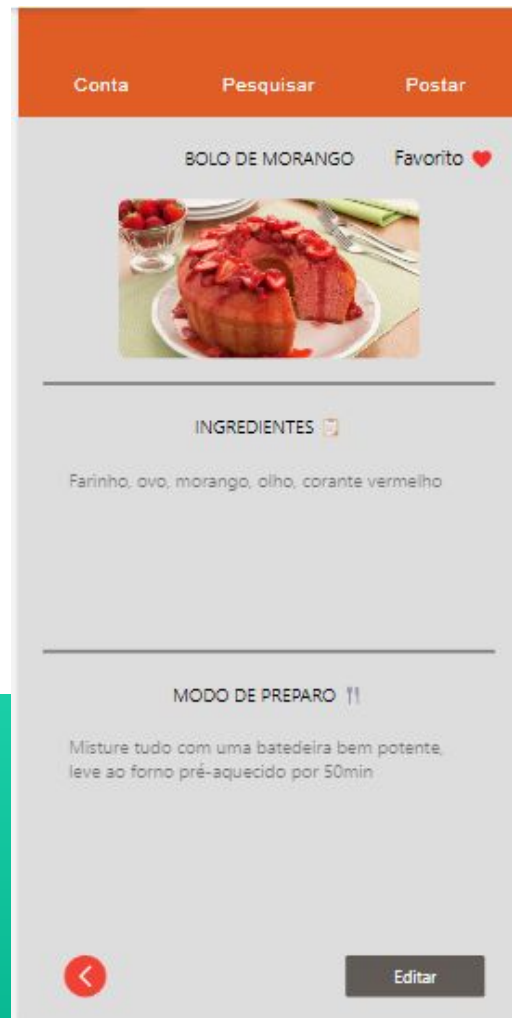 Conta Pesquisar Postar
BOLO DE MORANGO Favorito
INGREDIENTES
Farinho, ovo, morango, olho, corante vermelho
MODO DE PREPARO
Misture tudo com uma batedeira bem potente,
leve ao forno pré-aquecido por 50min
Editar